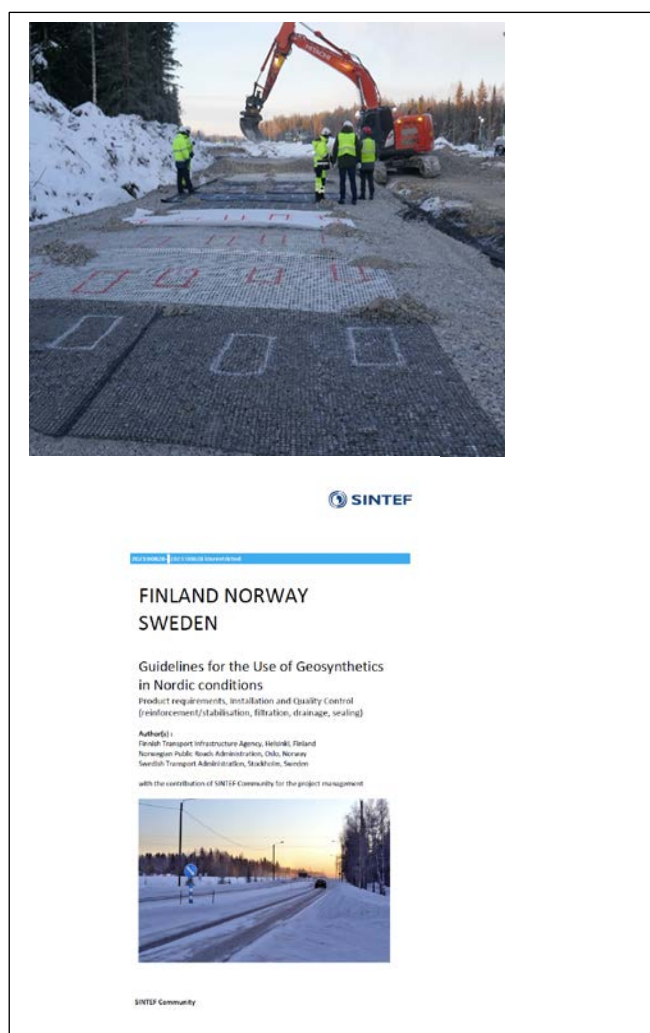 HITACHI
SINTEF
FINLAND NORWAY
SWEDEN
Guidelines for the Use of Geosynthetics
in Nordic conditions
Product requirements, Installation and Quality Control
(reinforcement/stabilisation, filtration, drainage, sealing)
Author(s) :
Finnish Transport Infrastructure Agency, Helsinki, Finland
Norwegian Public Roads Administration, Oslo, Norway
Swedish Transport Administration, Stockholm, Sweden
with the contribution of SINTEF Community for the project management
SINTEF Community